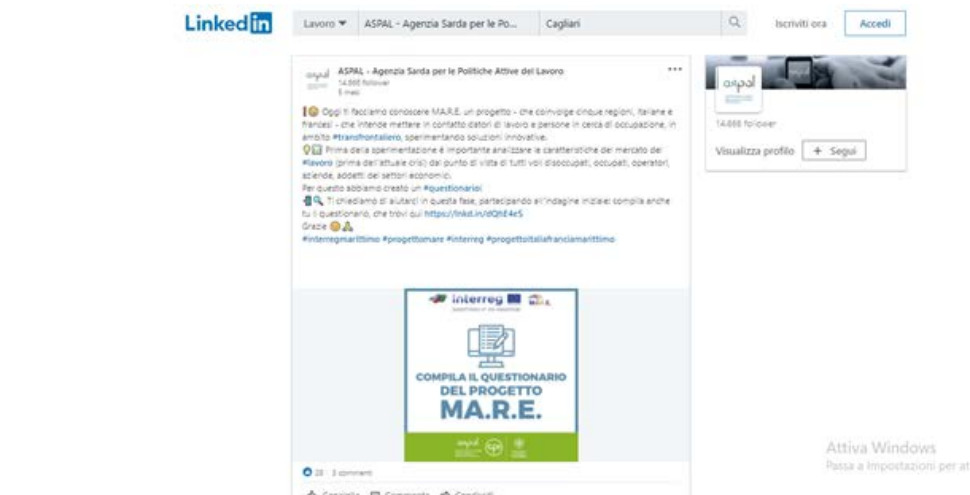 LinkedIn
Lavoro ASPAL - Agenzia Sarda per le Po... Cagliari
Iscriviti ora Accedi
ASPAL - Agenzia Sarda per le Politiche Attive del Lavoro
14.666 follower
5 mesi
Oggi ti facciamo conoscere MA.R.E. un progetto - che coinvolge cinque regioni, italiane e
francesi - che intende mettere in contatto datori di lavoro e persone in cerca di occupazione, in
ambito #transfrontaliero, sperimentando soluzioni innovative.
Prima della sperimentazione è importante analizzare le caratteristiche del mercato del
#lavoro (prima dell'attuale crisi) dal punto di vista di tutti voi disoccupati, occupati, operatori,
aziende, addetti dei settori economici.
Per questo abbiamo creato un #questionario!
Ti chiediamo di aiutarci in questa fase, partecipando all'indagine iniziale: compila anche
tu il questionario, che trovi qui https://lnkd.in/dQhE4eS
Grazie
#interregmarittimo #progettomare #interreg #progettoitaliafranciamarittimo
interreg
COMPILA IL QUESTIONARIO
DEL PROGETTO
MA.R.E.
aspal
28 · 3 commenti
Consiglia Commenta Condividi
aspal
14.666 follower
Visualizza profilo + Segui
Attiva Windows
Passa a Impostazioni per at